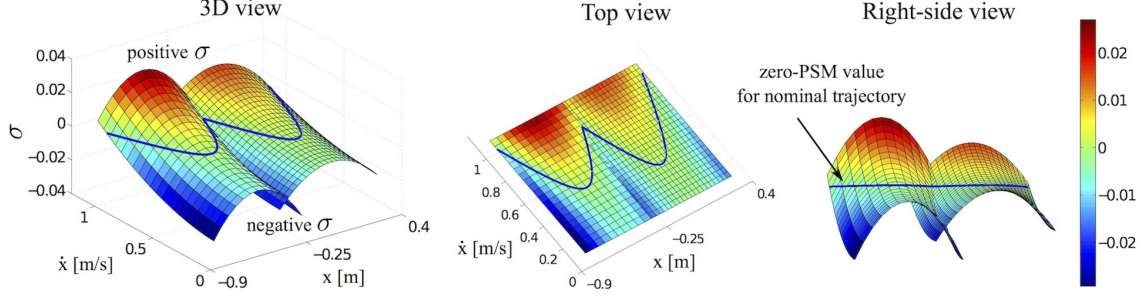 3D view
Top view
Right-side view
positive σ
negative σ
σ
0.04
0.02
0
−0.02
−0.04
1
0.5
0
ẋ [m/s]
−0.9
−0.25
0.4
x [m]
1
0.8
0.6
0.4
0.2
0
ẋ [m/s]
−0.9
−0.25
0.4
x [m]
zero-PSM value
for nominal trajectory
0.02
0.01
0
−0.01
−0.02